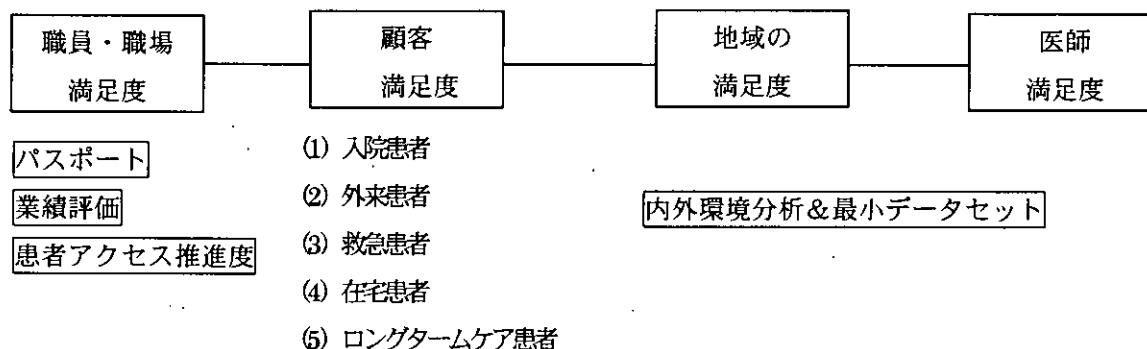 職員・職場
満足度
顧客
満足度
地域の
満足度
医師
満足度
パスポート
業績評価
患者アクセス推進度
(1) 入院患者
(2) 外来患者
(3) 救急患者
(4) 在宅患者
(5) ロングタームケア患者
内外環境分析&最小データセット